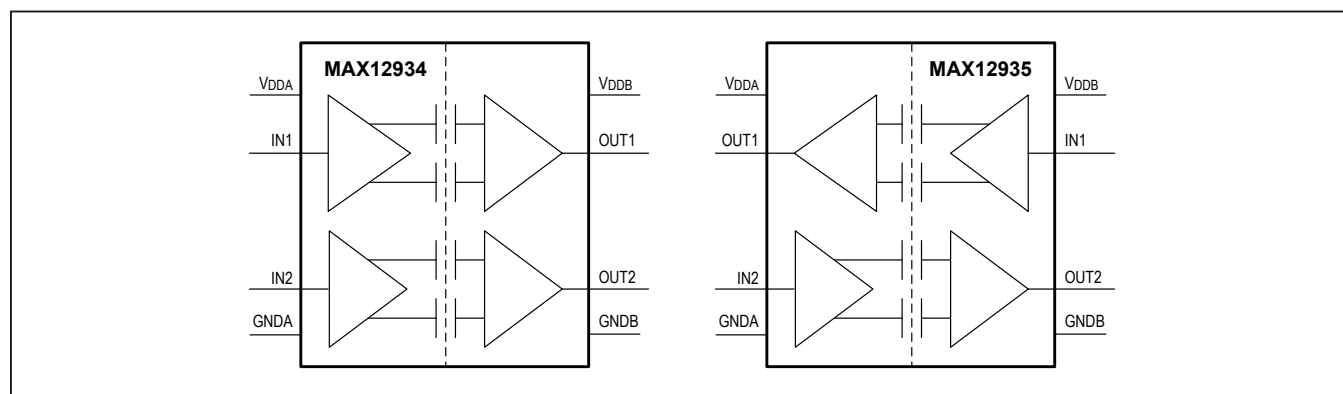 MAX12934
VDDA
VDDB
IN1
OUT1
IN2
OUT2
GNDA
GNDB
MAX12935
VDDA
VDDB
OUT1
IN1
IN2
OUT2
GNDA
GNDB